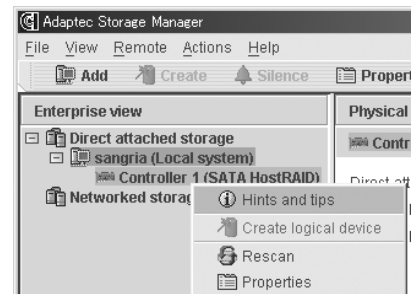 Adaptec Storage Manager
File View Remote Actions Help
Add Create Silence Propert
Enterprise view
Physical
Direct attached storage
Contr
sangria (Local system)
Controller 1 (SATA HostRAID)
Direct att
Networked storag
Hints and tips
Create logical device
Rescan
Properties